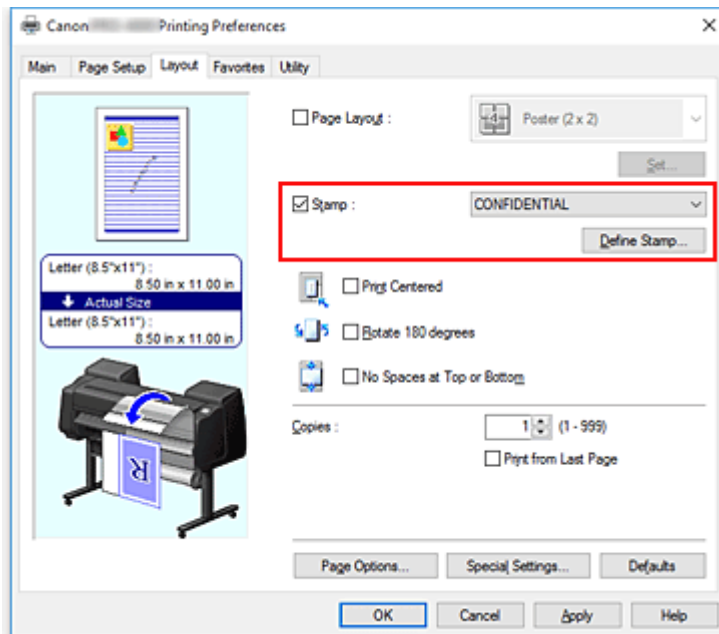 Canon Printing Preferences
Main Page Setup Layout Favorites Utility
Page Layout : 4 Poster (2 x 2)
Set...
Stamp : CONFIDENTIAL
Define Stamp...
Letter (8.5"x11") :
8.50 in x 11.00 in
Actual Size
Letter (8.5"x11") :
8.50 in x 11.00 in
Print Centered
Rotate 180 degrees
No Spaces at Top or Bottom
Copies : 1 (1 - 999)
Print from Last Page
R
Page Options... Special Settings... Defaults
OK Cancel Apply Help